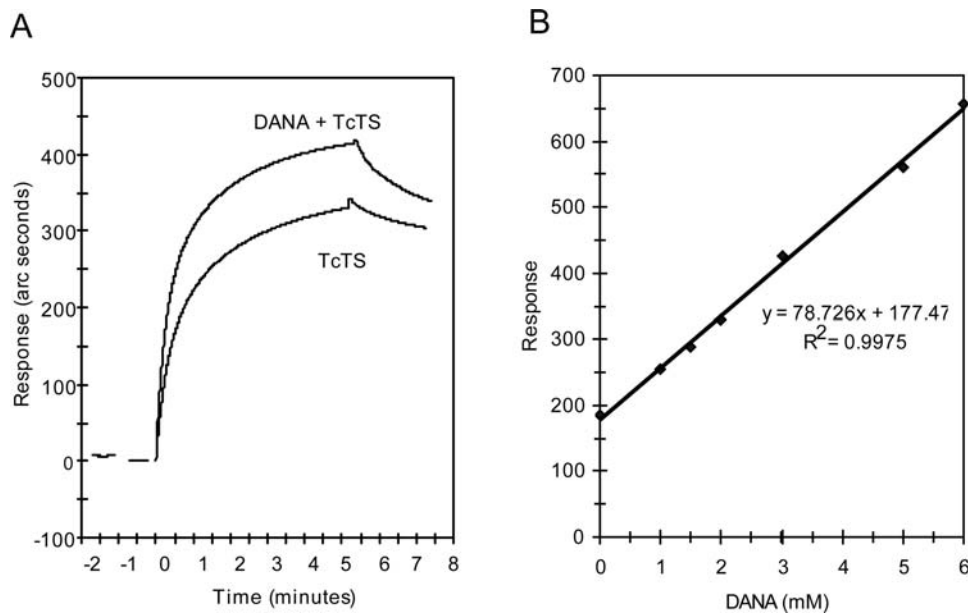 A
500
400
300
200
100
0
-100
Response (arc seconds)
DANA + TcTS
TcTS
-2 -1 0 1 2 3 4 5 6 7 8
Time (minutes)
B
700
600
500
400
300
200
100
0
Response
y = 78.726x + 177.47
R2 = 0.9975
0 1 2 3 4 5 6
DANA (mM)